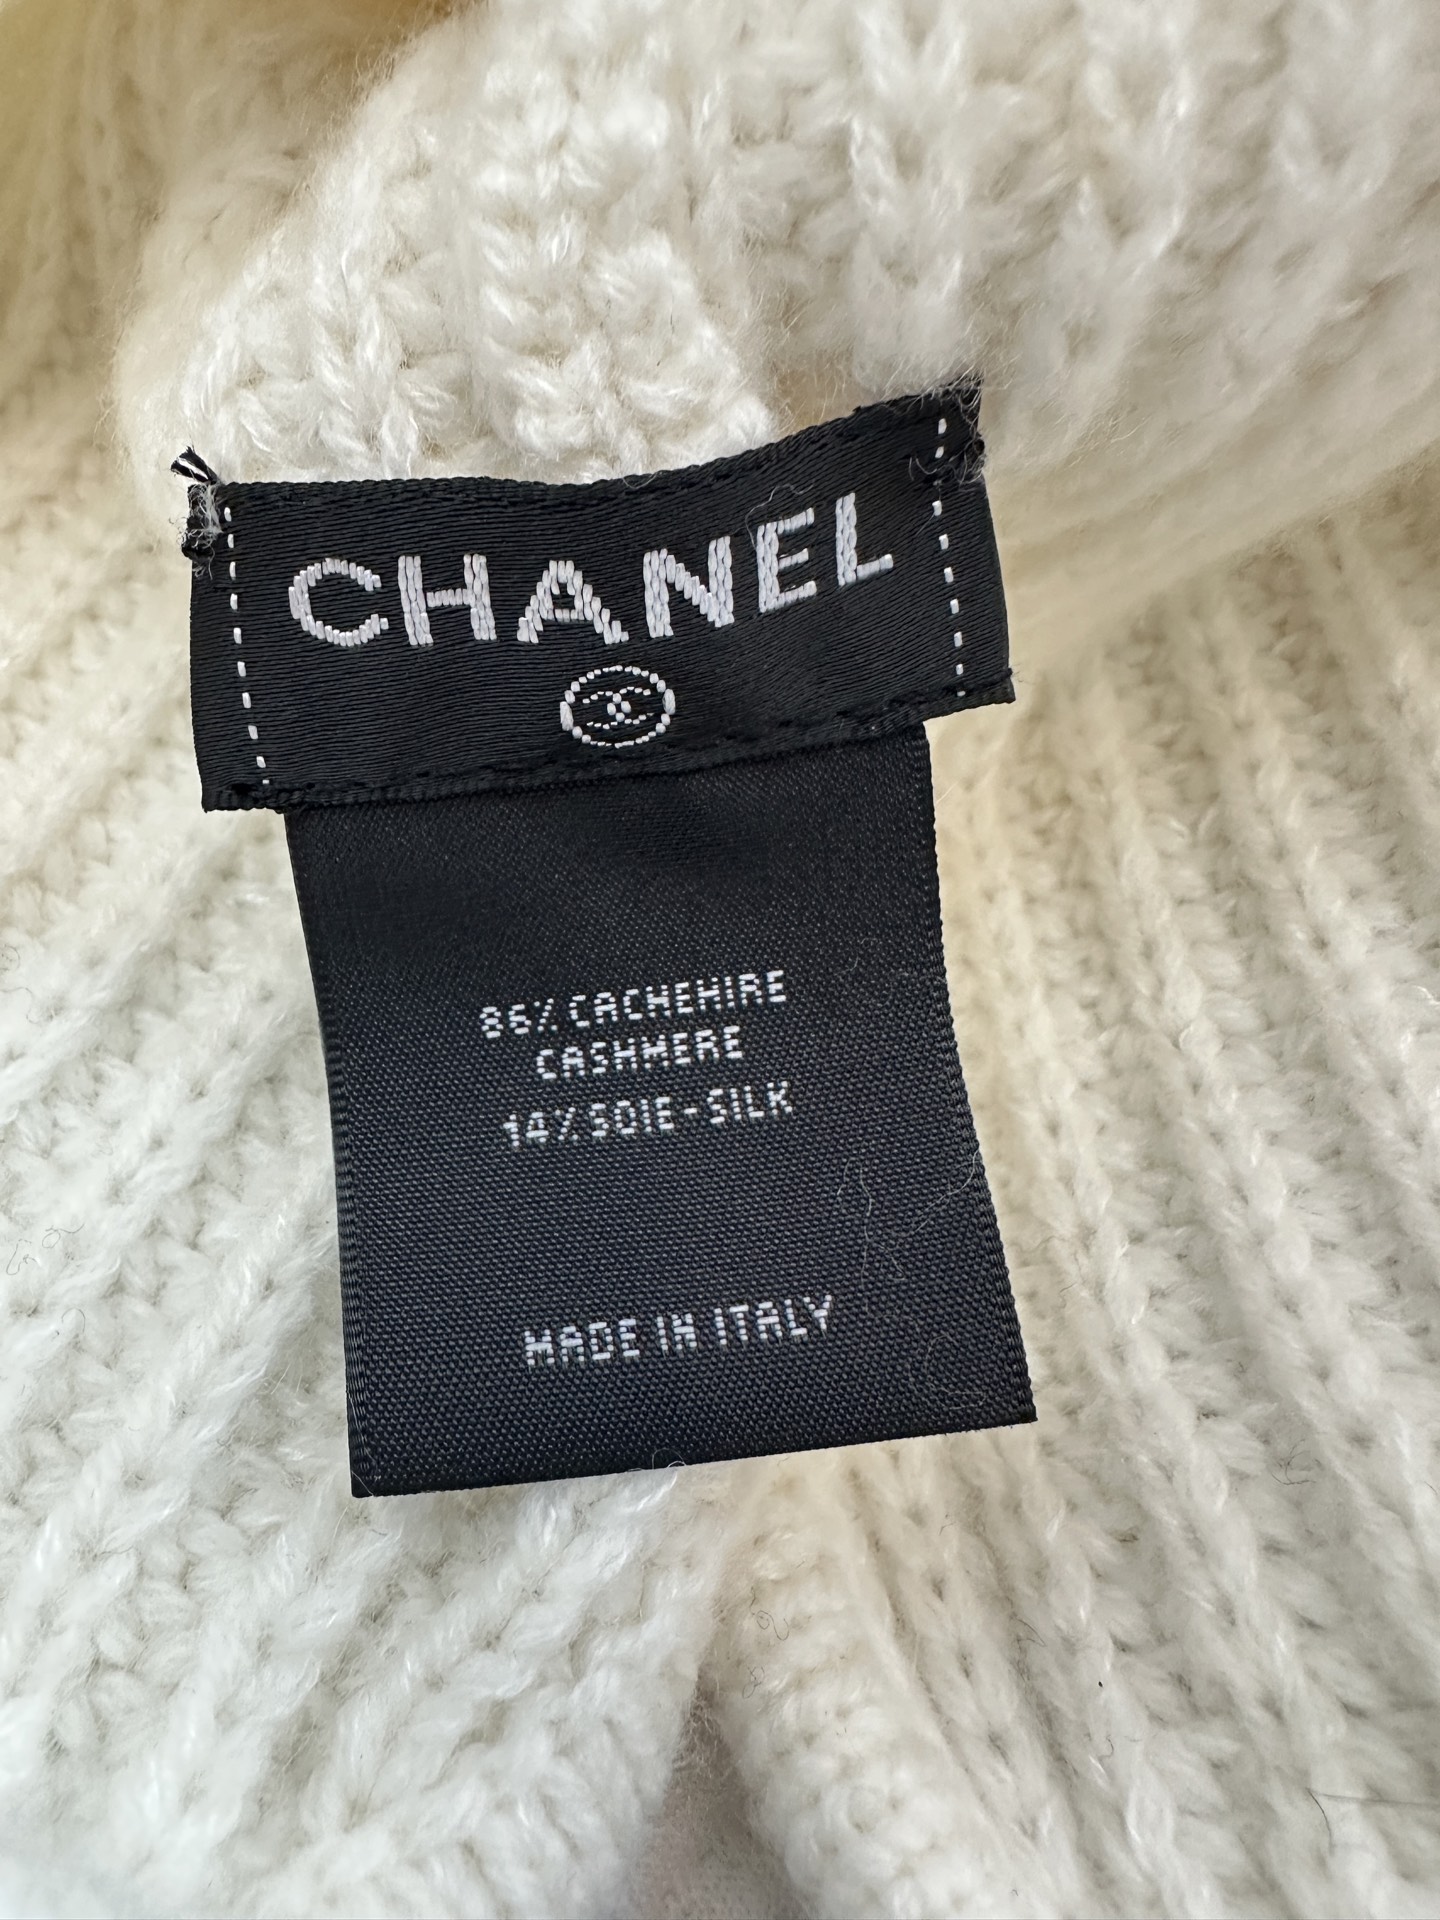 CHANEL
86% CACHEMIRE
CASHMERE
14% SOIE-SILK
MADE IN ITALY